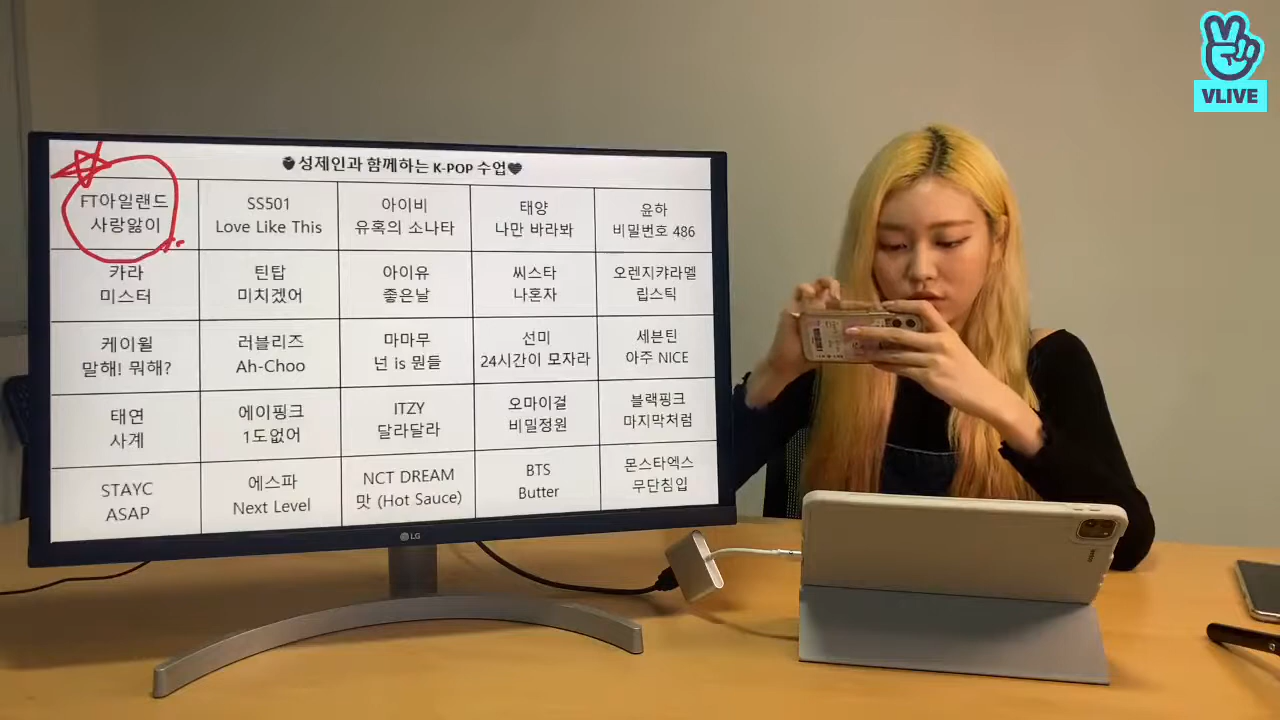 VLIVE
성제인과 함께하는 K-POP 수업
FT아일랜드
사랑앓이
SS501
Love Like This
아이비
유혹의 소나타
태양
나만 바라봐
윤하
비밀번호 486
카라
미스터
틴탑
미치겠어
아이유
좋은날
씨스타
나혼자
오렌지캬라멜
립스틱
케이윌
말해! 뭐해?
러블리즈
Ah-Choo
마마무
넌 is 뭔들
선미
24시간이 모자라
세븐틴
아주 NICE
태연
사계
에이핑크
1도없어
ITZY
달라달라
오마이걸
비밀정원
블랙핑크
마지막처럼
STAYC
ASAP
에스파
Next Level
NCT DREAM
맛 (Hot Sauce)
BTS
Butter
몬스타엑스
무단침입
LG